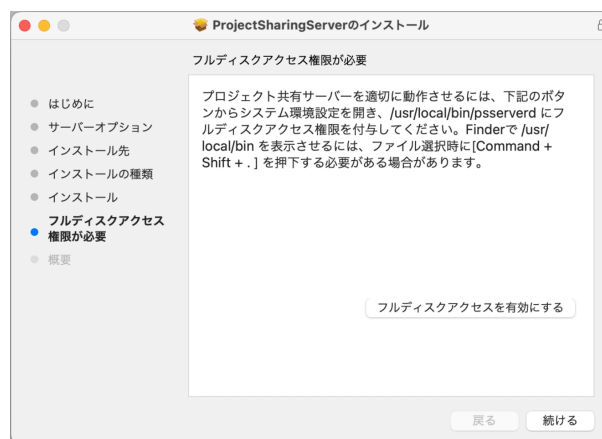 ProjectSharingServerのインストール
フルディスクアクセス権限が必要
はじめに
サーバーオプション
インストール先
インストールの種類
インストール
フルディスクアクセス
権限が必要
概要
プロジェクト共有サーバーを適切に動作させるには、下記のボタ
ンからシステム環境設定を開き、/usr/local/bin/psserverd にフ
ルディスクアクセス権限を付与してください。Finderで /usr/
local/bin を表示させるには、ファイル選択時に[Command +
Shift + . ] を押下する必要がある場合があります。
フルディスクアクセスを有効にする
戻る
続ける